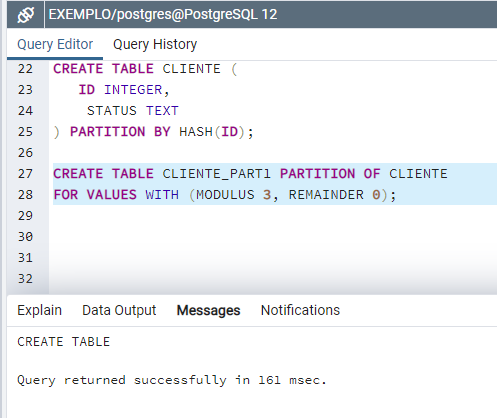 EXEMPLO/postgres@PostgreSQL 12
Query Editor Query History
22 CREATE TABLE CLIENTE (
23 ID INTEGER,
24 STATUS TEXT
25 ) PARTITION BY HASH(ID);
26
27 CREATE TABLE CLIENTE_PART1 PARTITION OF CLIENTE
28 FOR VALUES WITH (MODULUS 3, REMAINDER 0);
29
30
31
32
Explain Data Output Messages Notifications
CREATE TABLE
Query returned successfully in 161 msec.